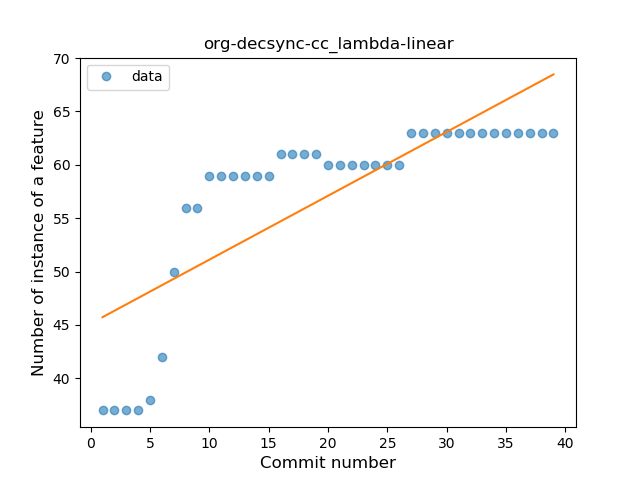 org-decsync-cc_lambda-linear
data
Number of instance of a feature
70
65
60
55
50
45
40
0 5 10 15 20 25 30 35 40
Commit number